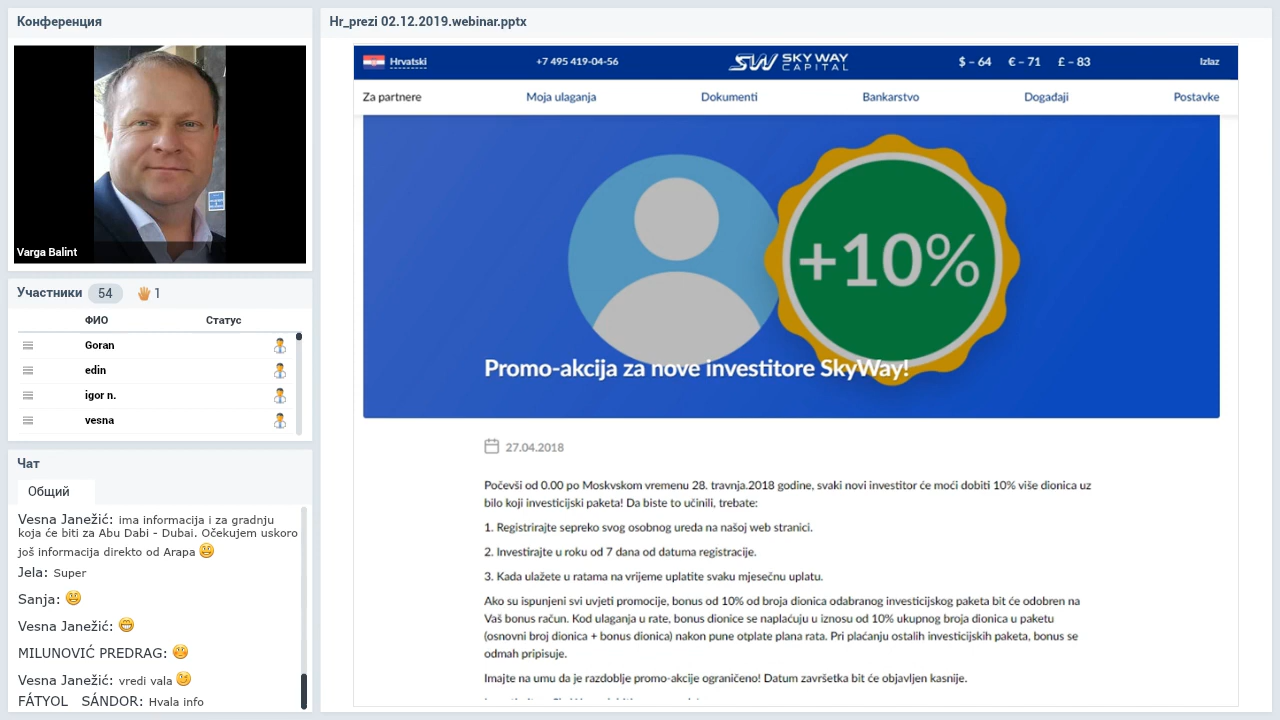 Конференция
Varga Balint
Участники 54 1
ФИО Статус
Goran
edin
igor n.
vesna
Чат
Общий
Vesna Janežić: ima informacija i za gradnju
koja će biti za Abu Dabi - Dubai. Očekujem uskoro
još informacija direkto od Arapa
Jela: Super
Sanja:
Vesna Janežić:
MILUNOVIĆ PREDRAG:
Vesna Janežić: vredi vala
FÁTYOL SÁNDOR: Hvala info
Hr_prezi 02.12.2019.webinar.pptx
Hrvatski +7 495 419-04-56 SW SKY WAY CAPITAL $ – 64 € – 71 £ – 83 Izlaz
Za partnere Moja ulaganja Dokumenti Bankarstvo Događaji Postavke
+10%
Promo-akcija za nove investitore SkyWay!
27.04.2018
Počevši od 0.00 po Moskvskom vremenu 28. travnja.2018 godine, svaki novi investitor će moći dobiti 10% više dionica uz
bilo koji investicijski paketa! Da biste to učinili, trebate:
1. Registrirajte sepreko svog osobnog ureda na našoj web stranici.
2. Investirajte u roku od 7 dana od datuma registracije.
3. Kada ulažete u ratama na vrijeme uplatite svaku mjesečnu uplatu.
Ako su ispunjeni svi uvjeti promocije, bonus od 10% od broja dionica odabranog investicijskog paketa bit će odobren na
Vaš bonus račun. Kod ulaganja u rate, bonus dionice se naplaćuju u iznosu od 10% ukupnog broja dionica u paketu
(osnovni broj dionica + bonus dionica) nakon pune otplate plana rata. Pri plaćanju ostalih investicijskih paketa, bonus se
odmah pripisuje.
Imajte na umu da je razdoblje promo-akcije ograničeno! Datum završetka bit će objavljen kasnije.